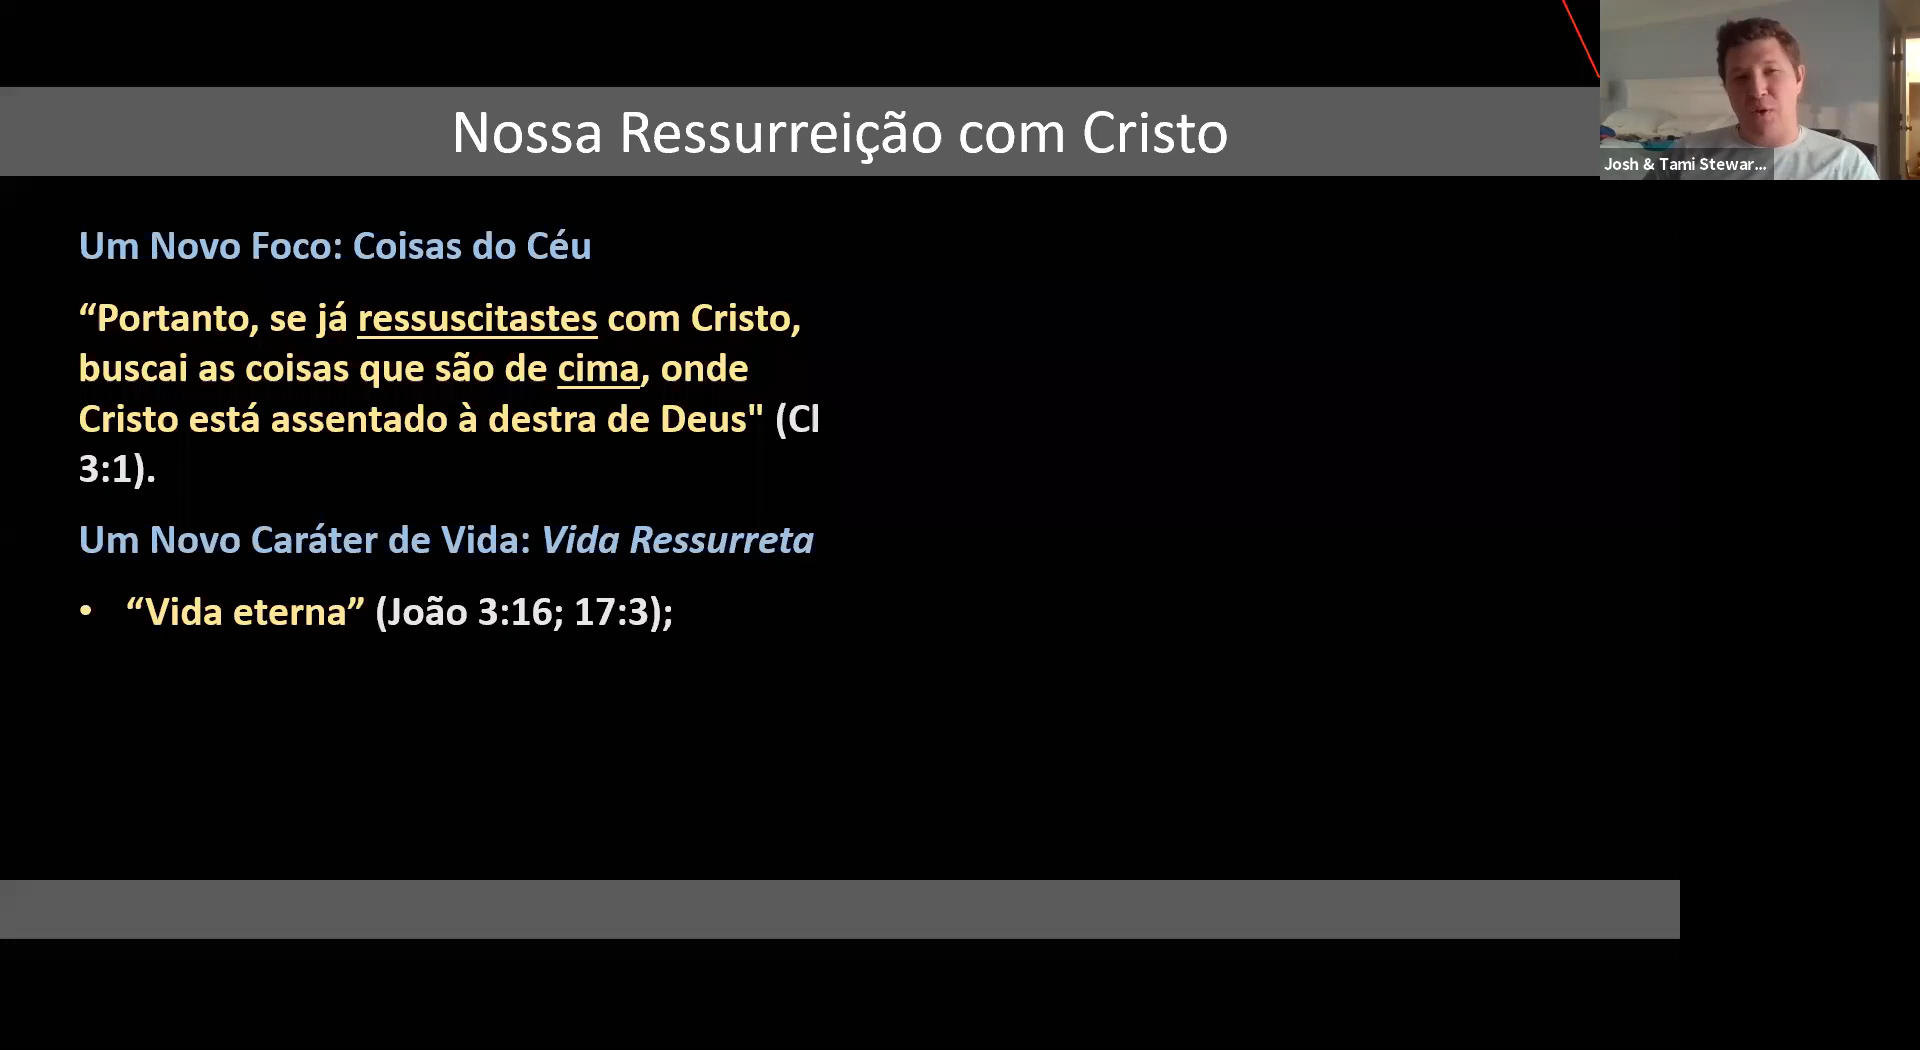 Nossa Ressurreição com Cristo
Josh & Tami Stewar...
Um Novo Foco: Coisas do Céu
“Portanto, se já ressuscitastes com Cristo,
buscai as coisas que são de cima, onde
Cristo está assentado à destra de Deus" (Cl
3:1).
Um Novo Caráter de Vida: Vida Ressurreta
• “Vida eterna” (João 3:16; 17:3);